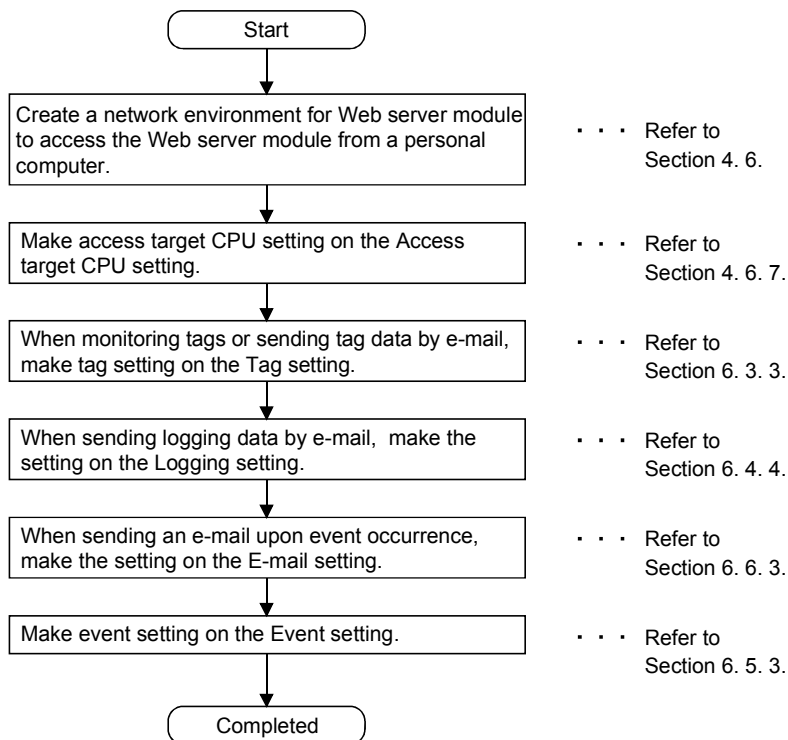 Start
Create a network environment for Web server module
to access the Web server module from a personal
computer.
· · · Refer to
Section 4. 6.
Make access target CPU setting on the Access
target CPU setting.
· · · Refer to
Section 4. 6. 7.
When monitoring tags or sending tag data by e-mail,
make tag setting on the Tag setting.
· · · Refer to
Section 6. 3. 3.
When sending logging data by e-mail, make the
setting on the Logging setting.
· · · Refer to
Section 6. 4. 4.
When sending an e-mail upon event occurrence,
make the setting on the E-mail setting.
· · · Refer to
Section 6. 6. 3.
Make event setting on the Event setting.
· · · Refer to
Section 6. 5. 3.
Completed